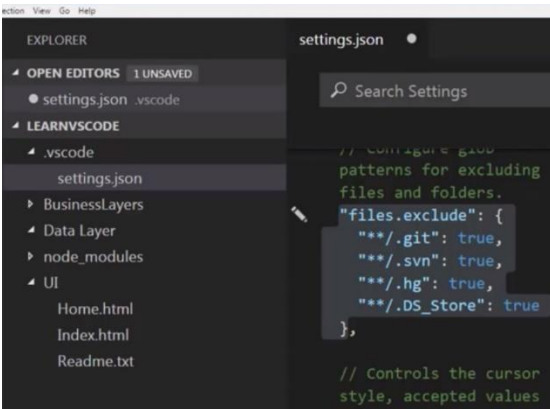 ection View Go Help
EXPLORER
OPEN EDITORS 1 UNSAVED
settings.json .vscode
LEARNVSCODE
.vscode
settings.json
BusinessLayers
Data Layer
node_modules
UI
Home.html
Index.html
Readme.txt
settings.json
Search Settings
// Configure glob
patterns for excluding
files and folders.
"files.exclude": {
"**/.git": true,
"**/.svn": true,
"**/.hg": true,
"**/.DS_Store": true
},
// Controls the cursor
style, accepted values